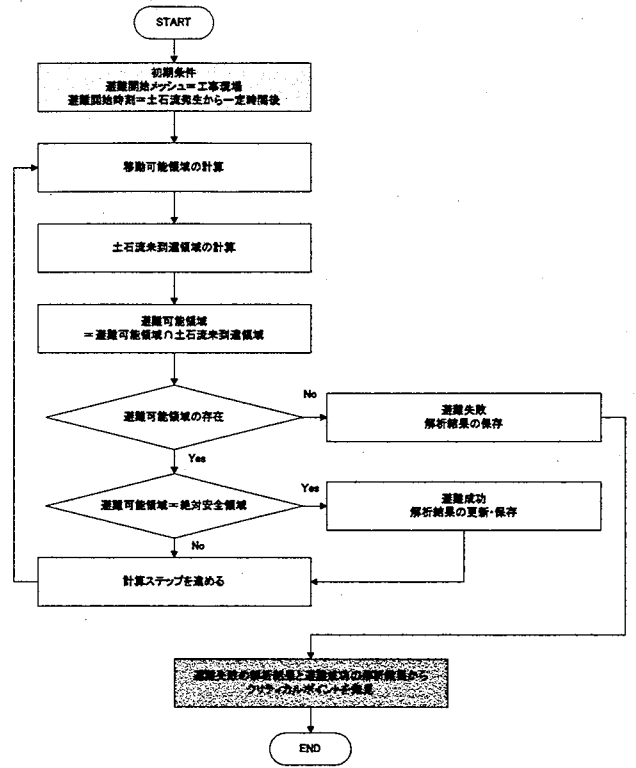 START
初期条件
避難開始メッシュ＝工事現場
避難開始時刻＝土石流発生から一定時間後
移動可能領域の計算
土石流未到達領域の計算
避難可能領域
＝避難可能領域∩土石流未到達領域
避難可能領域の存在
No
避難失敗
解析結果の保存
Yes
避難可能領域＝絶対安全領域
Yes
避難成功
解析結果の更新・保存
No
計算ステップを進める
避難失敗の解析結果と避難成功の解析結果から
クリティカルポイントを発見
END